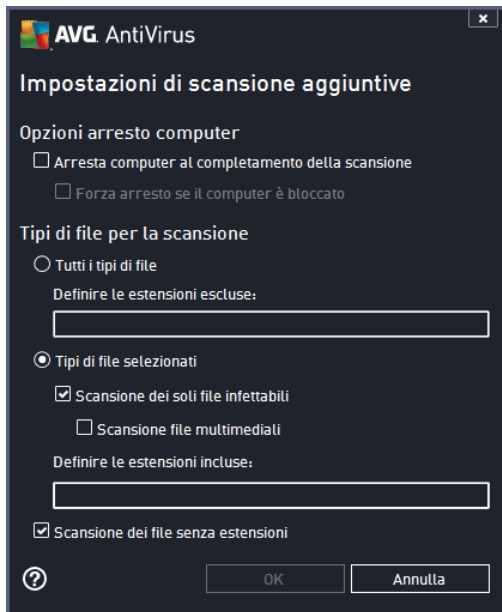 AVG. AntiVirus
Impostazioni di scansione aggiuntive
Opzioni arresto computer
Arresta computer al completamento della scansione
Forza arresto se il computer è bloccato
Tipi di file per la scansione
Tutti i tipi di file
Definire le estensioni escluse:
Tipi di file selezionati
Scansione dei soli file infettabili
Scansione file multimediali
Definire le estensioni incluse:
Scansione dei file senza estensioni
OK
Annulla